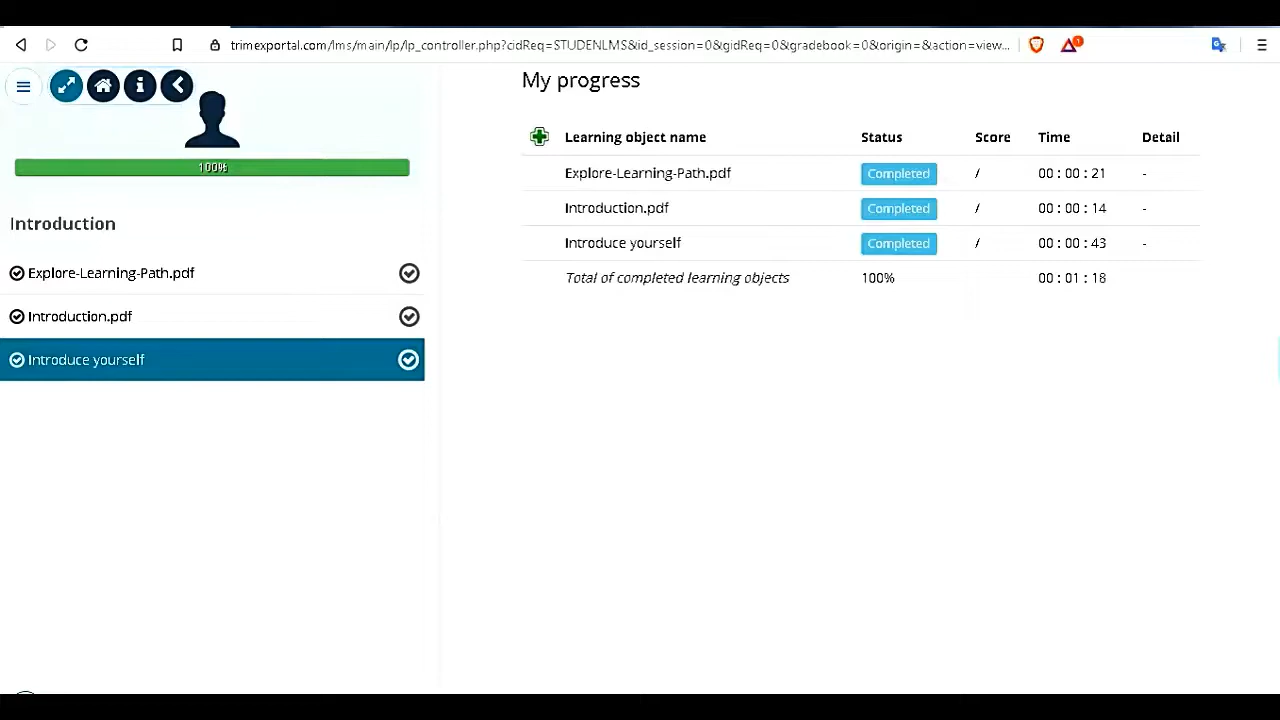 trimexportal.com/lms/main/lp/lp_controller.php?cidReq=STUDENLMS&id_session=0&gidReq=0&gradebook=0&origin=&action=view...
1
100%
Introduction
Explore-Learning-Path.pdf
Introduction.pdf
Introduce yourself
My progress
Learning object name Status Score Time Detail
Explore-Learning-Path.pdf Completed / 00:00:21 -
Introduction.pdf Completed / 00:00:14 -
Introduce yourself Completed / 00:00:43 -
Total of completed learning objects 100% 00:01:18